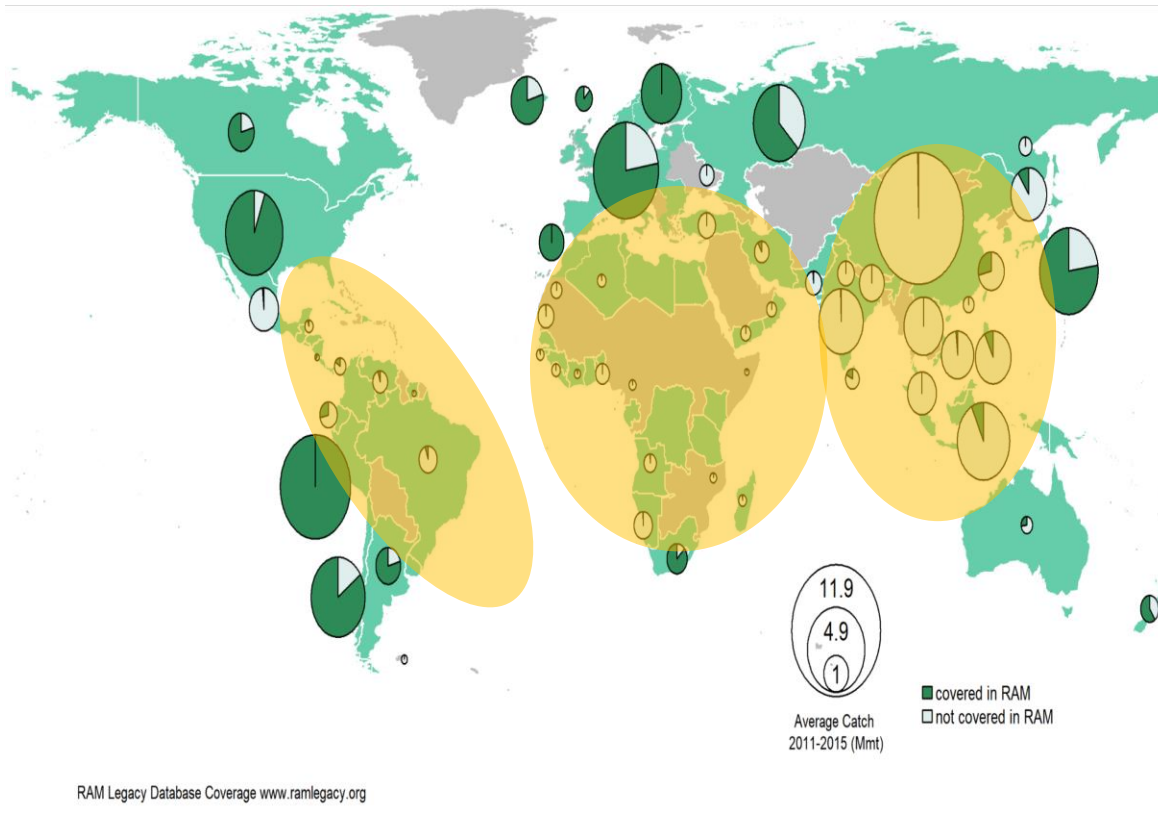 11.9
4.9
1
Average Catch
2011-2015 (Mmt)
covered in RAM
not covered in RAM
RAM Legacy Database Coverage www.ramlegacy.org